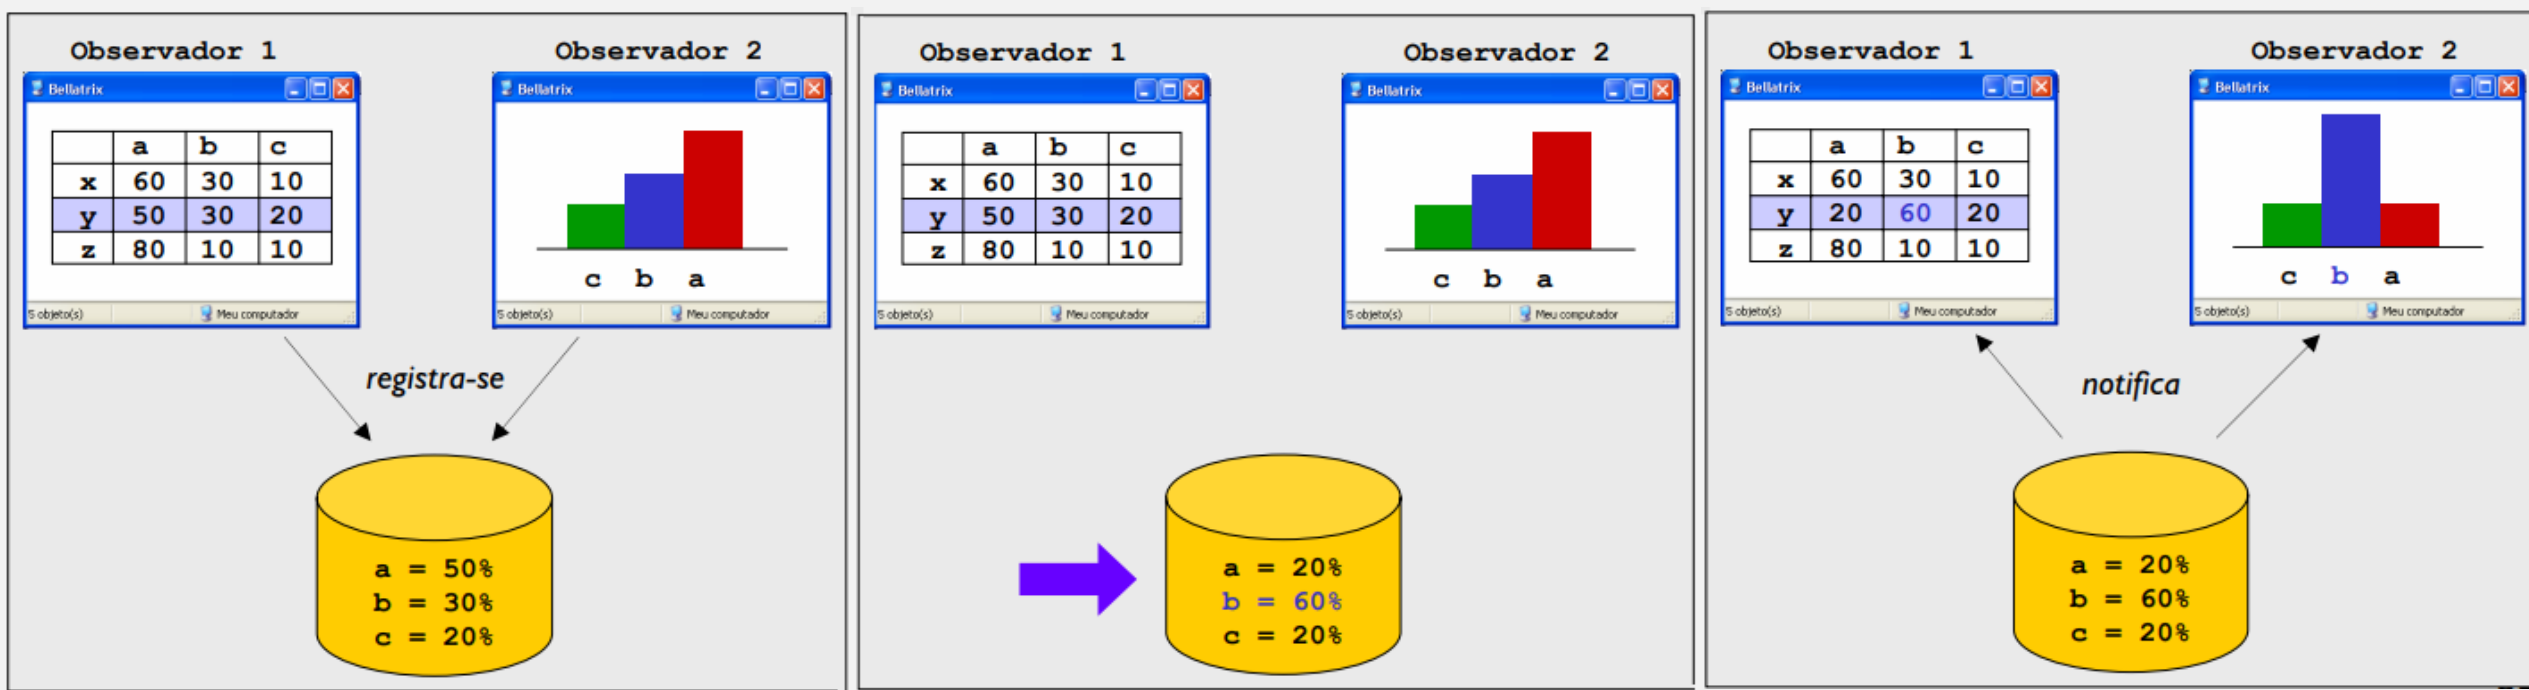 Observador 1
Observador 2
Bellatrix
Bellatrix
a b c
x 60 30 10
y 50 30 20
z 80 10 10
c b a
5 objeto(s) Meu computador
5 objeto(s) Meu computador
registra-se
a = 50%
b = 30%
c = 20%
Observador 1
Observador 2
Bellatrix
Bellatrix
a b c
x 60 30 10
y 50 30 20
z 80 10 10
c b a
5 objeto(s) Meu computador
5 objeto(s) Meu computador
a = 20%
b = 60%
c = 20%
Observador 1
Observador 2
Bellatrix
Bellatrix
a b c
x 60 30 10
y 20 60 20
z 80 10 10
c b a
5 objeto(s) Meu computador
5 objeto(s) Meu computador
notifica
a = 20%
b = 60%
c = 20%